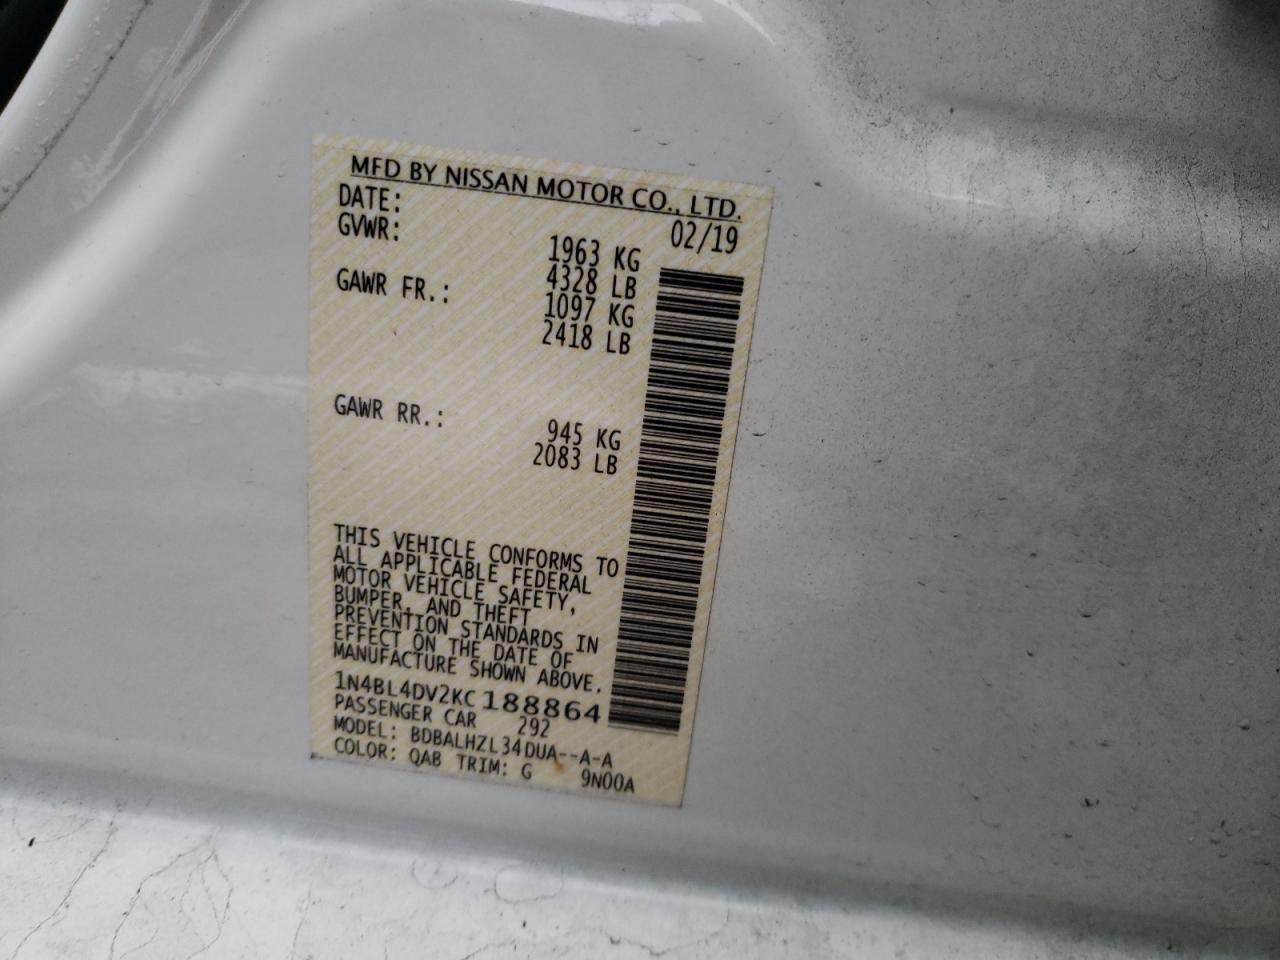 MFD BY NISSAN MOTOR CO., LTD.
DATE: 02/19
GVWR: 1963 KG
4328 LB
GAWR FR.: 1097 KG
2418 LB
GAWR RR.: 945 KG
2083 LB
THIS VEHICLE CONFORMS TO
ALL APPLICABLE FEDERAL
MOTOR VEHICLE SAFETY,
BUMPER, AND THEFT
PREVENTION STANDARDS IN
EFFECT ON THE DATE OF
MANUFACTURE SHOWN ABOVE.
1N4BL4DV2KC188864
PASSENGER CAR 292
MODEL: BDBALHZL34DUA--A-A
COLOR: QAB TRIM: G 9N00A